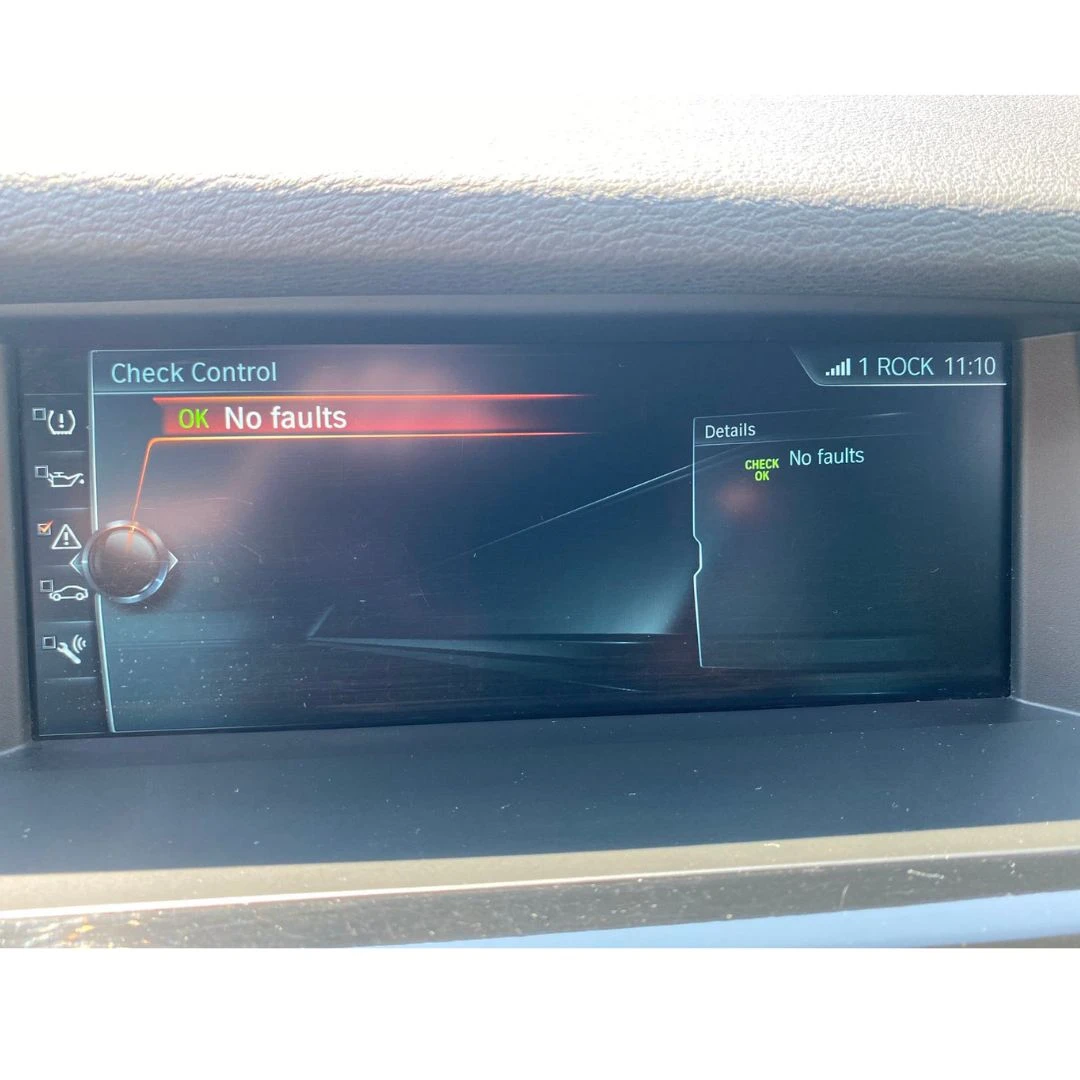 Check Control
1 ROCK 11:10
OK No faults
Details
CHECK
OK
No faults